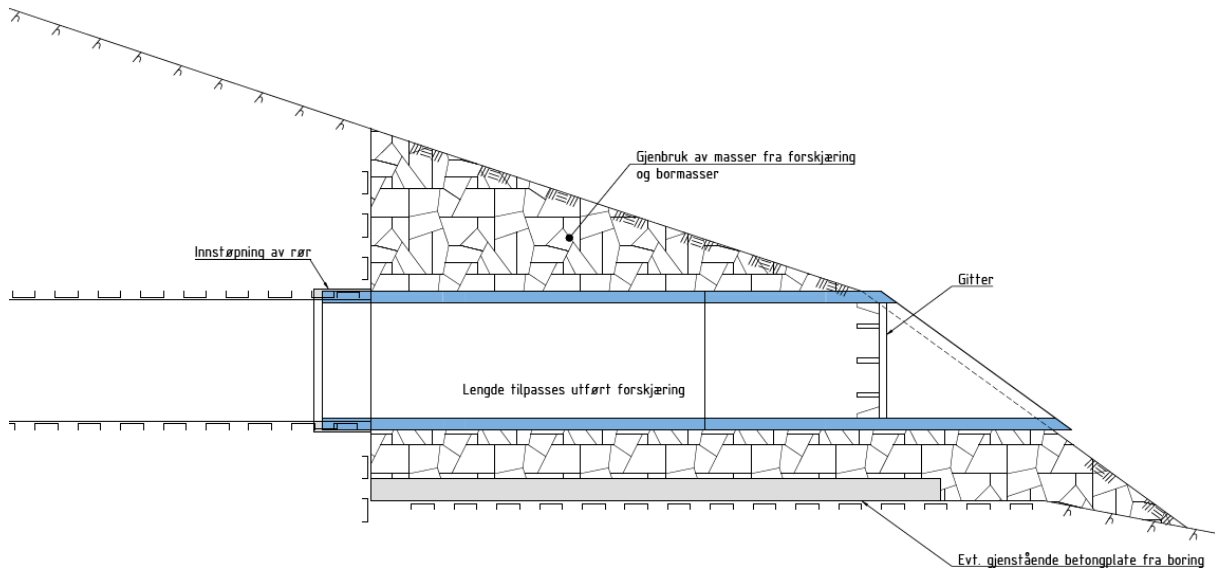 Gjenbruk av masser fra forskjæring
og bormasser
Innstøpning av rør
Gitter
Lengde tilpasses utført forskjæring
Evt. gjenstående betongplate fra boring